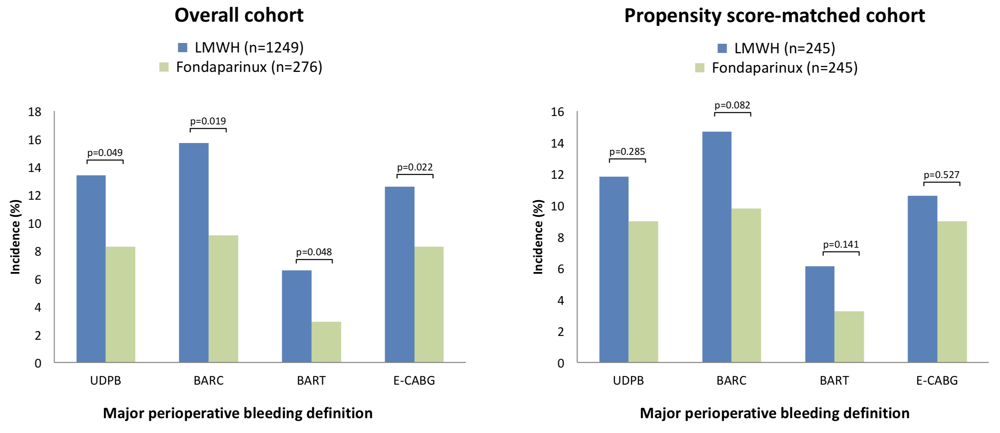 Overall cohort
LMWH (n=1249)
Fondaparinux (n=276)
18
16
14
12
10
8
6
4
2
0
Incidence (%)
p=0.049
p=0.019
p=0.048
p=0.022
UDPB
BARC
BART
E-CABG
Major perioperative bleeding definition
Propensity score-matched cohort
LMWH (n=245)
Fondaparinux (n=245)
16
14
12
10
8
6
4
2
0
Incidence (%)
p=0.285
p=0.082
p=0.141
p=0.527
UDPB
BARC
BART
E-CABG
Major perioperative bleeding definition